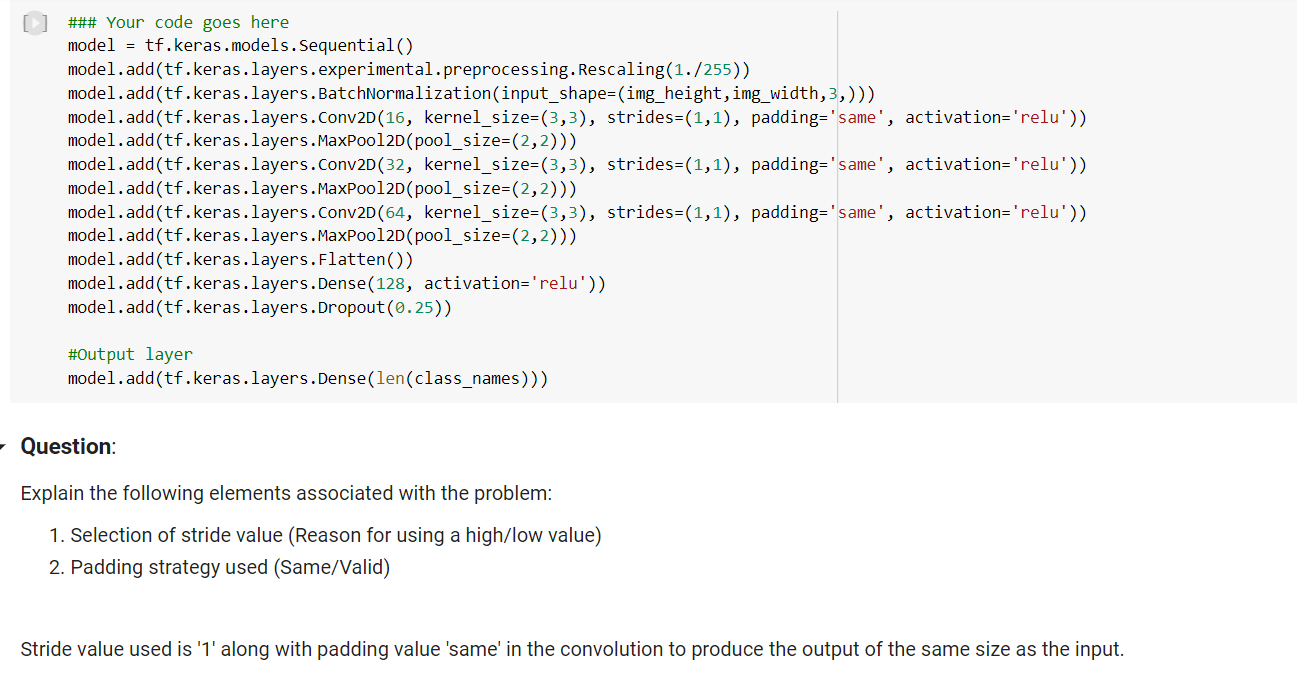 ### Your code goes here
model = tf.keras.models.Sequential()
model.add(tf.keras.layers.experimental.preprocessing.Rescaling(1./255))
model.add(tf.keras.layers.BatchNormalization(input_shape=(img_height,img_width,3,)))
model.add(tf.keras.layers.Conv2D(16, kernel_size=(3,3), strides=(1,1), padding='same', activation='relu'))
model.add(tf.keras.layers.MaxPool2D(pool_size=(2,2)))
model.add(tf.keras.layers.Conv2D(32, kernel_size=(3,3), strides=(1,1), padding='same', activation='relu'))
model.add(tf.keras.layers.MaxPool2D(pool_size=(2,2)))
model.add(tf.keras.layers.Conv2D(64, kernel_size=(3,3), strides=(1,1), padding='same', activation='relu'))
model.add(tf.keras.layers.MaxPool2D(pool_size=(2,2)))
model.add(tf.keras.layers.Flatten())
model.add(tf.keras.layers.Dense(128, activation='relu'))
model.add(tf.keras.layers.Dropout(0.25))
#Output layer
model.add(tf.keras.layers.Dense(len(class_names)))
Question:
Explain the following elements associated with the problem:
1. Selection of stride value (Reason for using a high/low value)
2. Padding strategy used (Same/Valid)
Stride value used is '1' along with padding value 'same' in the convolution to produce the output of the same size as the input.